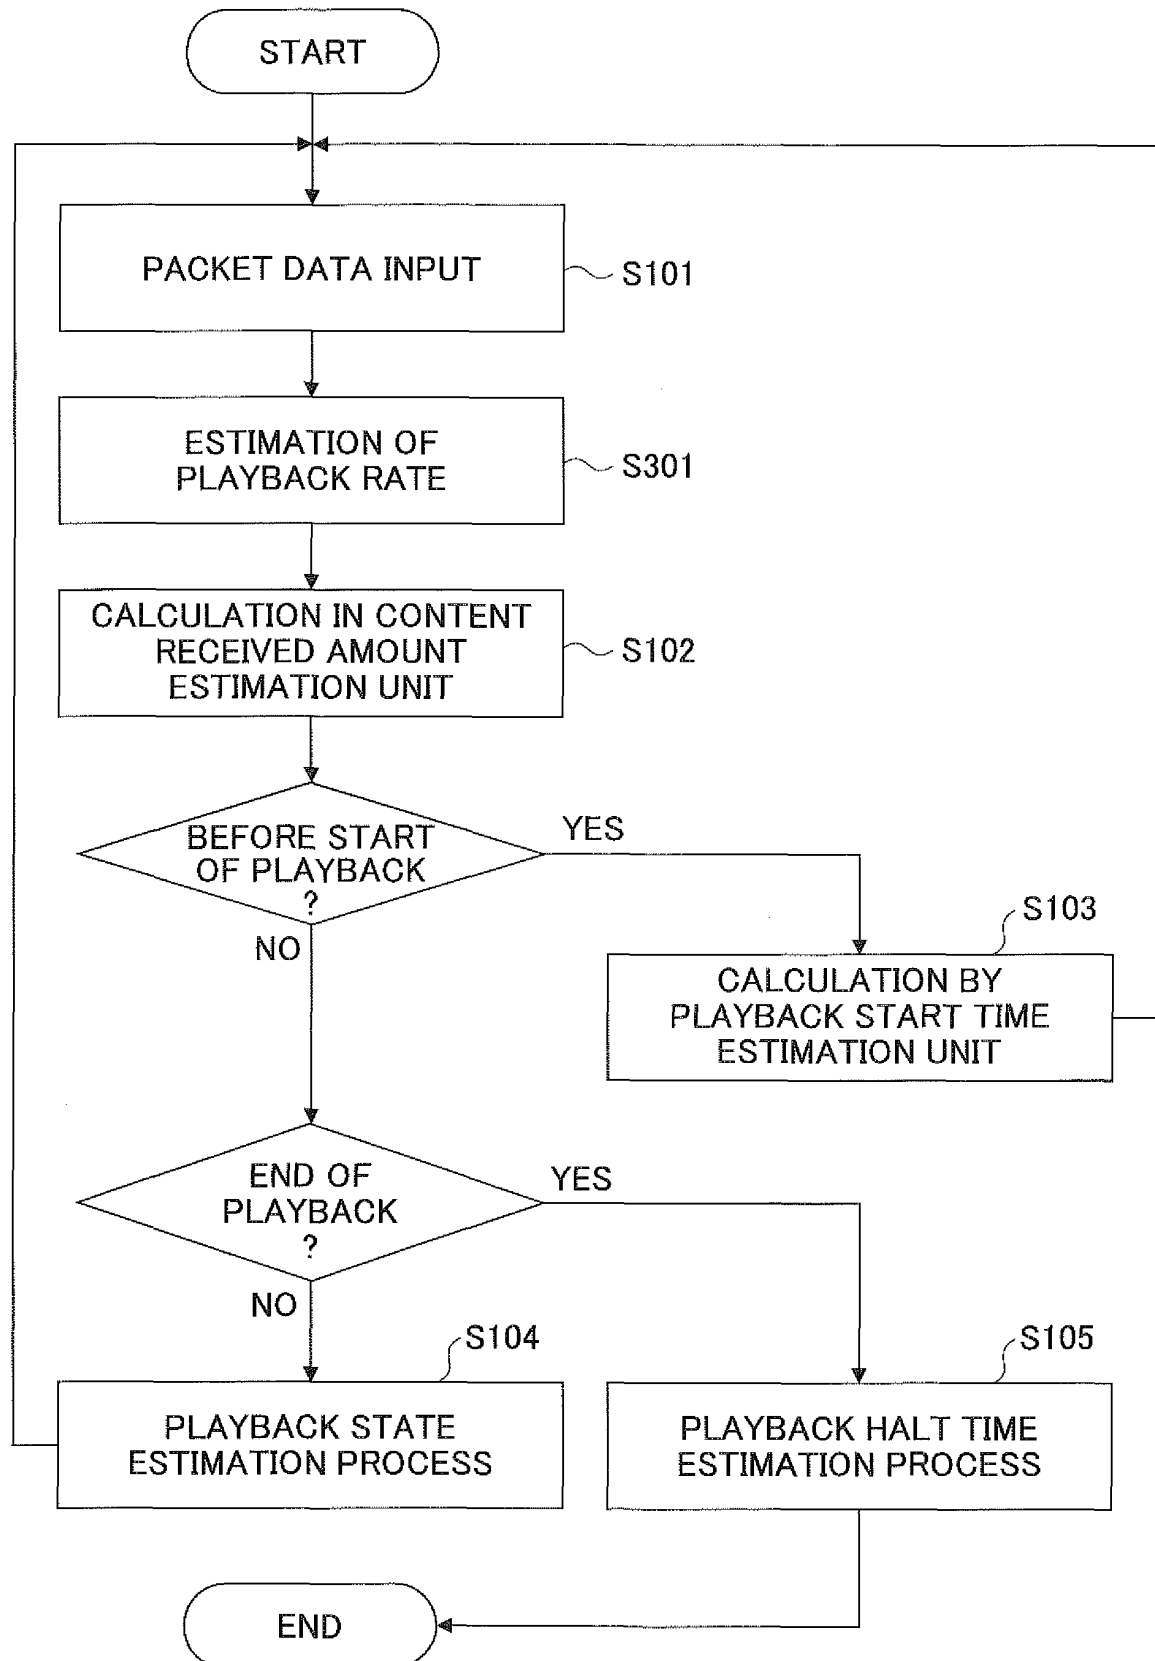 START
PACKET DATA INPUT
S101
ESTIMATION OF
PLAYBACK RATE
S301
CALCULATION IN CONTENT
RECEIVED AMOUNT
ESTIMATION UNIT
S102
BEFORE START
OF PLAYBACK
?
YES
NO
S103
CALCULATION BY
PLAYBACK START TIME
ESTIMATION UNIT
END OF
PLAYBACK
?
YES
NO
S104
PLAYBACK STATE
ESTIMATION PROCESS
S105
PLAYBACK HALT TIME
ESTIMATION PROCESS
END